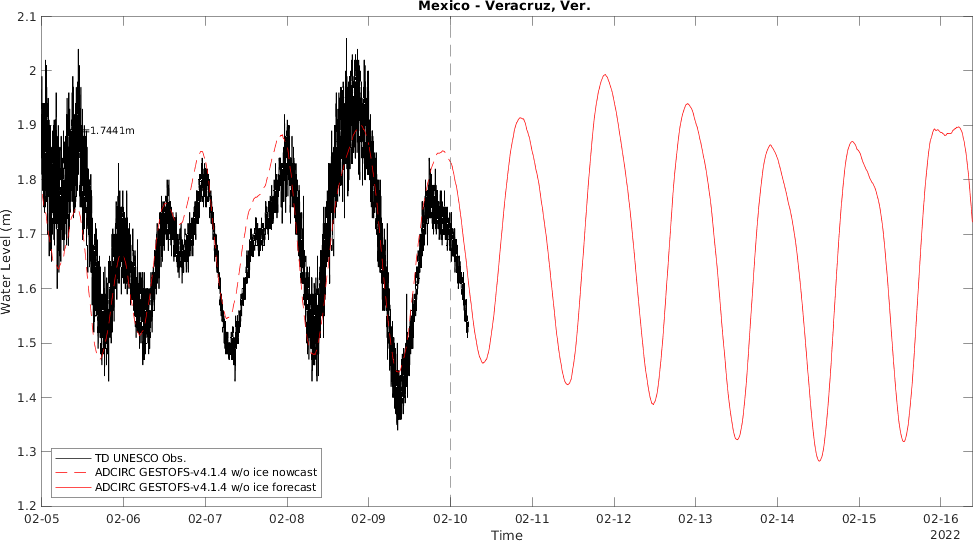 Mexico - Veracruz, Ver.
2.1
2
1.9
1.8
1.7
1.6
1.5
1.4
1.3
1.2
Water Level (m)
=1.7441m
TD UNESCO Obs.
ADCIRC GESTOFS-v4.1.4 w/o ice nowcast
ADCIRC GESTOFS-v4.1.4 w/o ice forecast
02-05 02-06 02-07 02-08 02-09 02-10 02-11 02-12 02-13 02-14 02-15 02-16
Time
2022